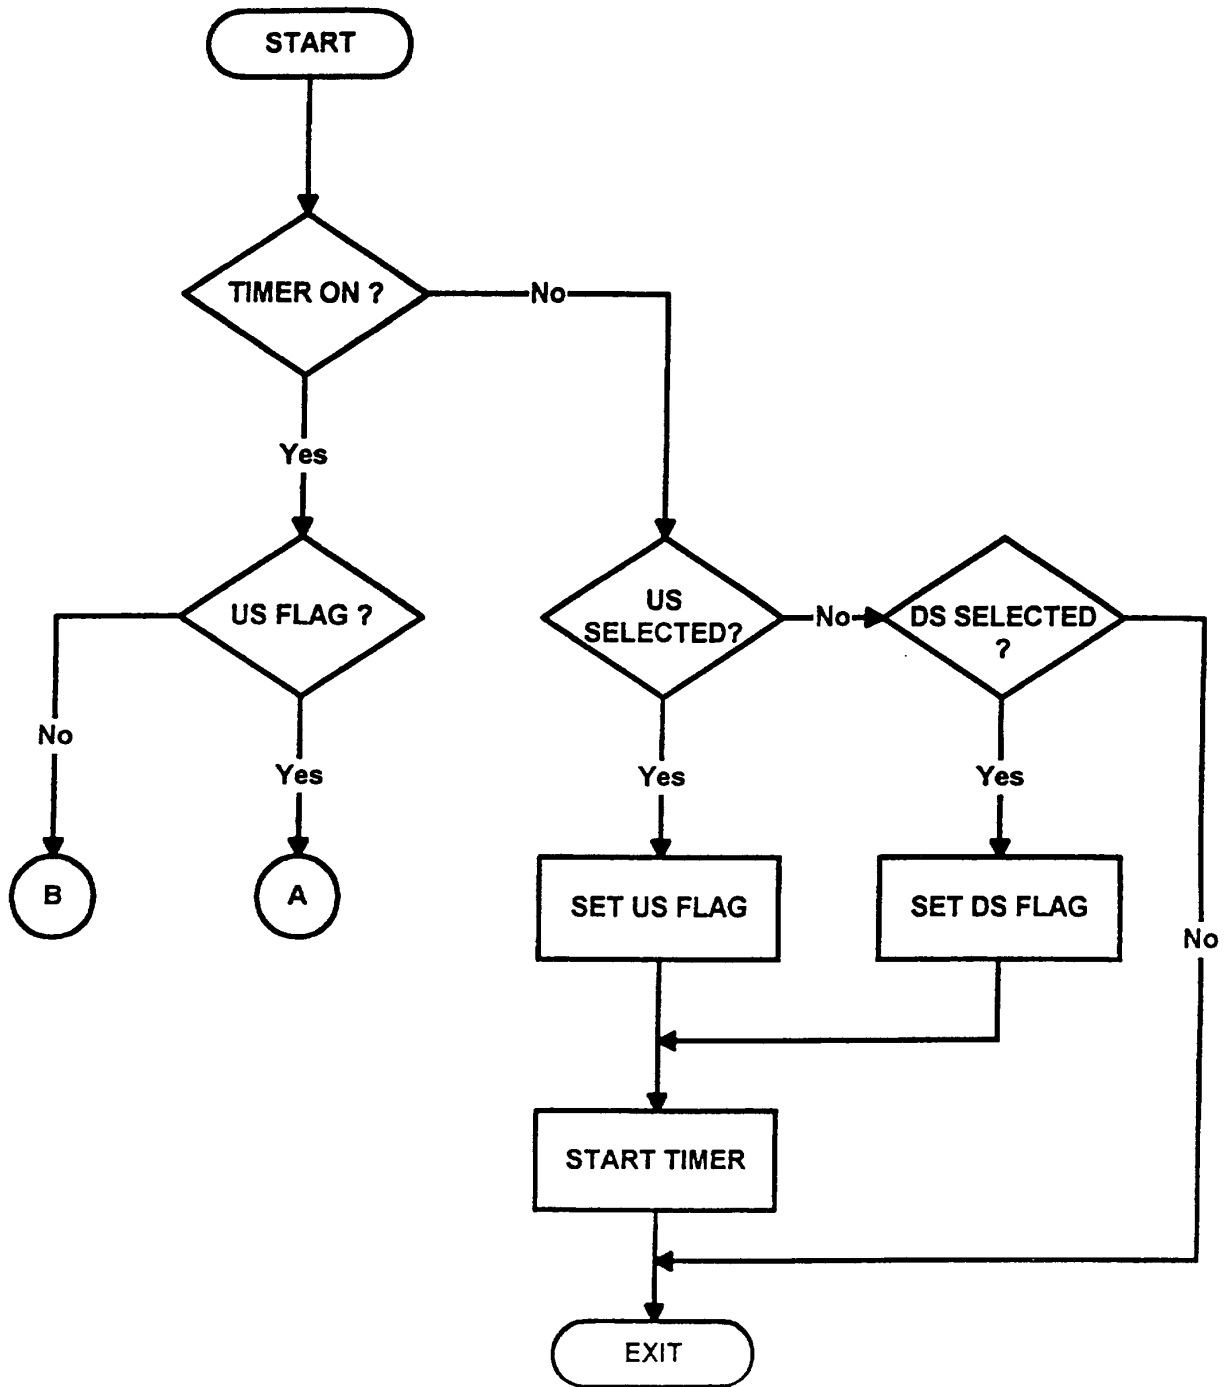 START
TIMER ON ?
No
Yes
US FLAG ?
US
SELECTED?
No
DS SELECTED
?
No
Yes
Yes
Yes
B
A
SET US FLAG
SET DS FLAG
No
START TIMER
EXIT